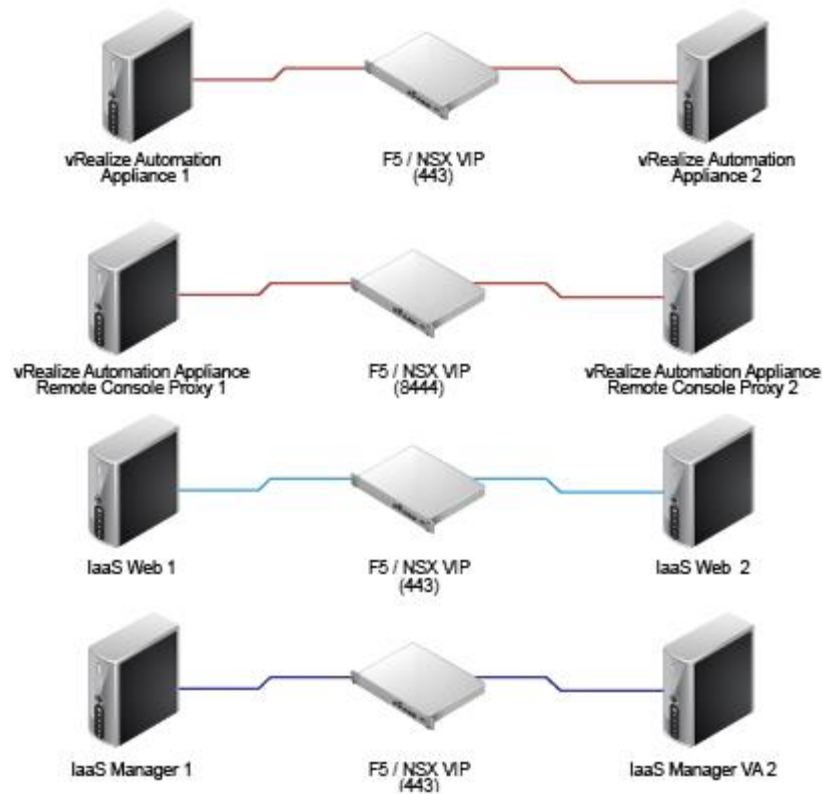 vRealize Automation
Appliance 1
F5 / NSX VIP
(443)
vRealize Automation
Appliance 2
vRealize Automation Appliance
Remote Console Proxy 1
F5 / NSX VIP
(8444)
vRealize Automation Appliance
Remote Console Proxy 2
IaaS Web 1
F5 / NSX VIP
(443)
IaaS Web 2
IaaS Manager 1
F5 / NSX VIP
(443)
IaaS Manager VA 2